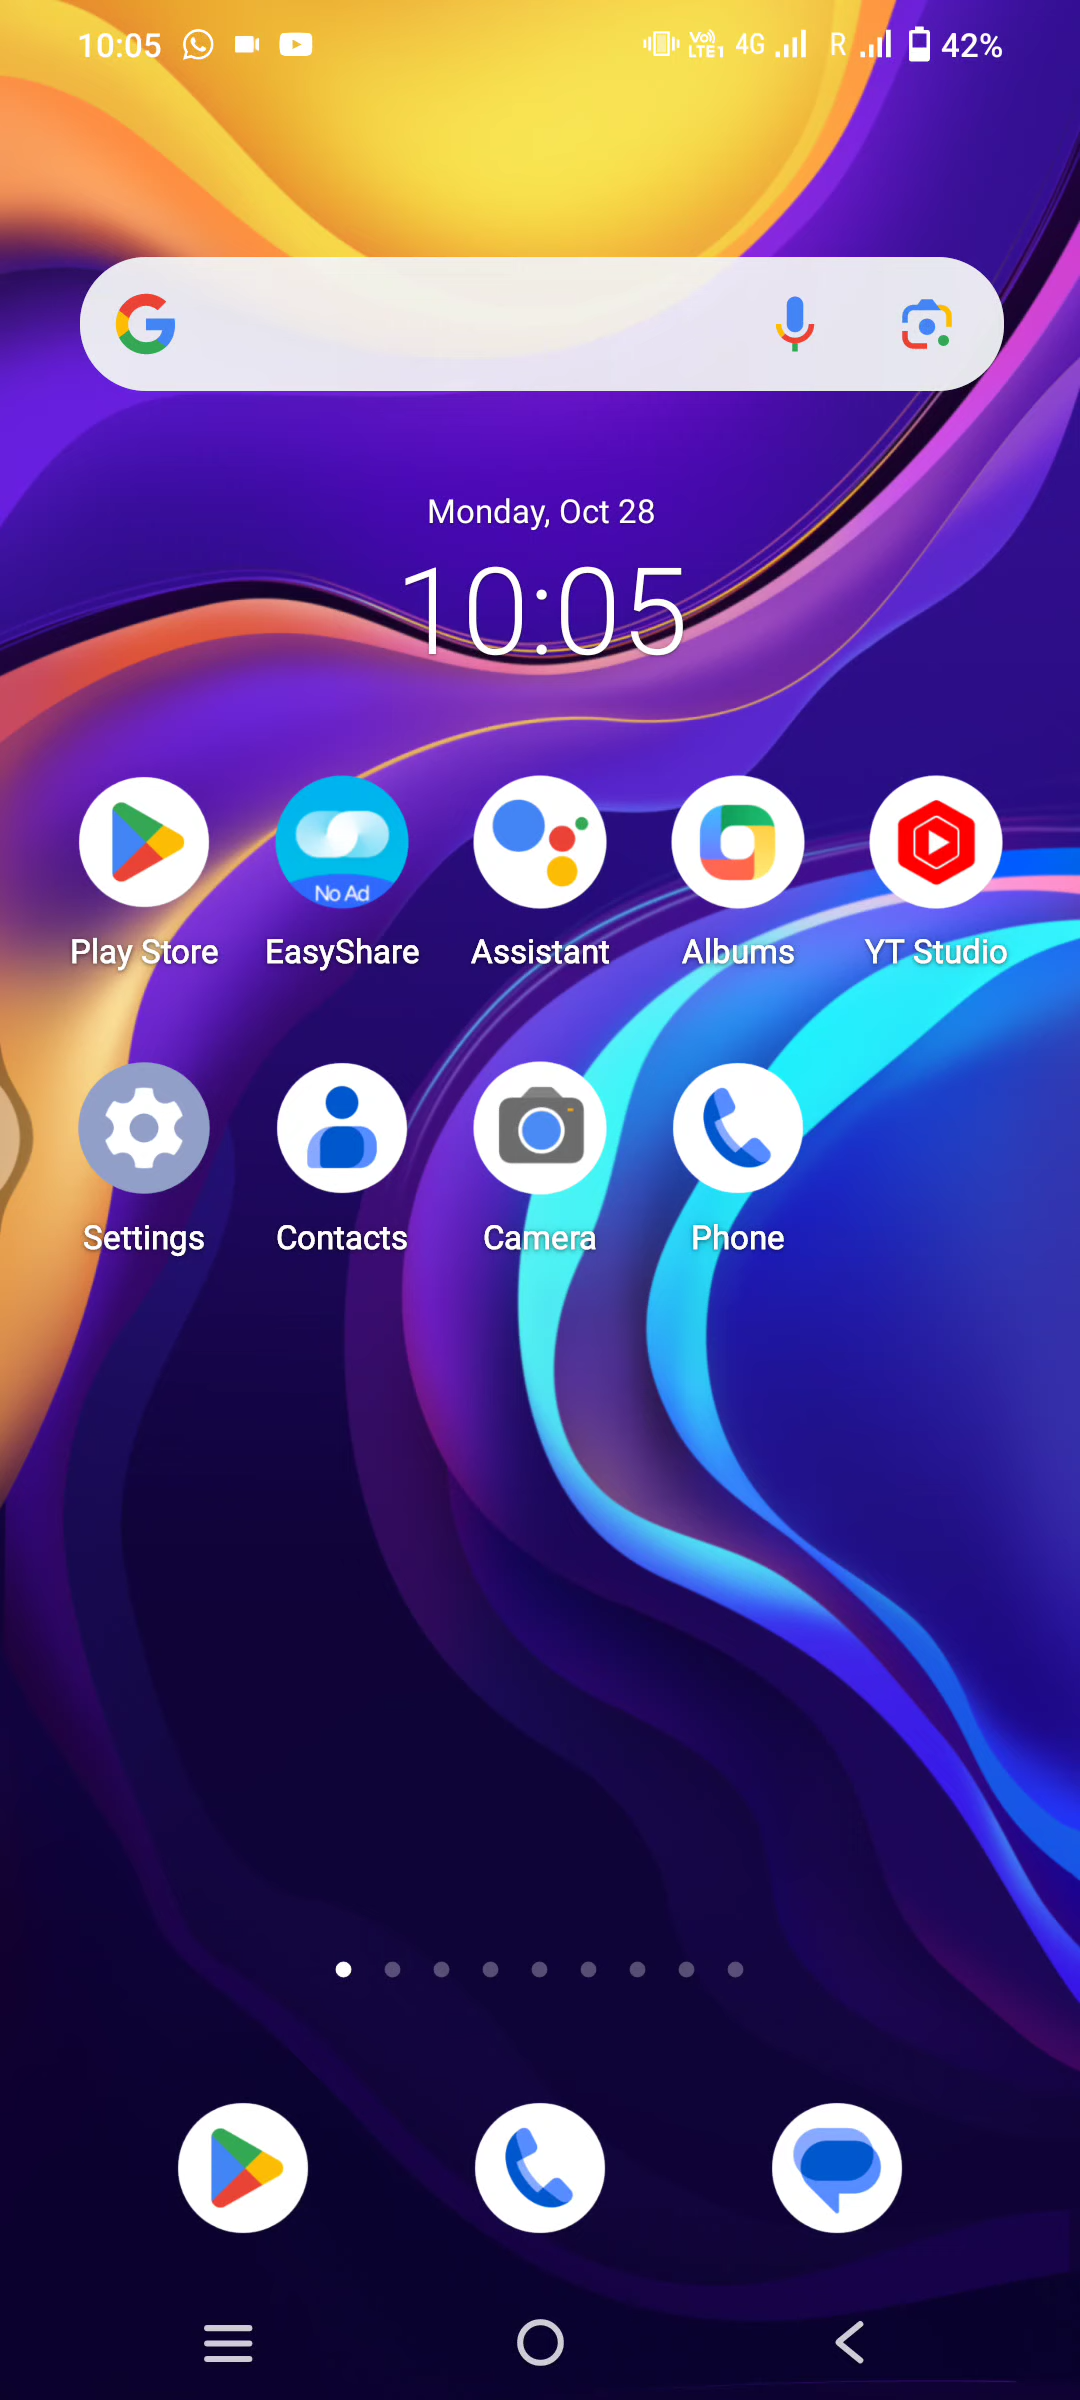 10:05 VoLTE1 4G R 42%
Monday, Oct 28
10:05
No Ad
Play Store EasyShare Assistant Albums YT Studio
Settings Contacts Camera Phone